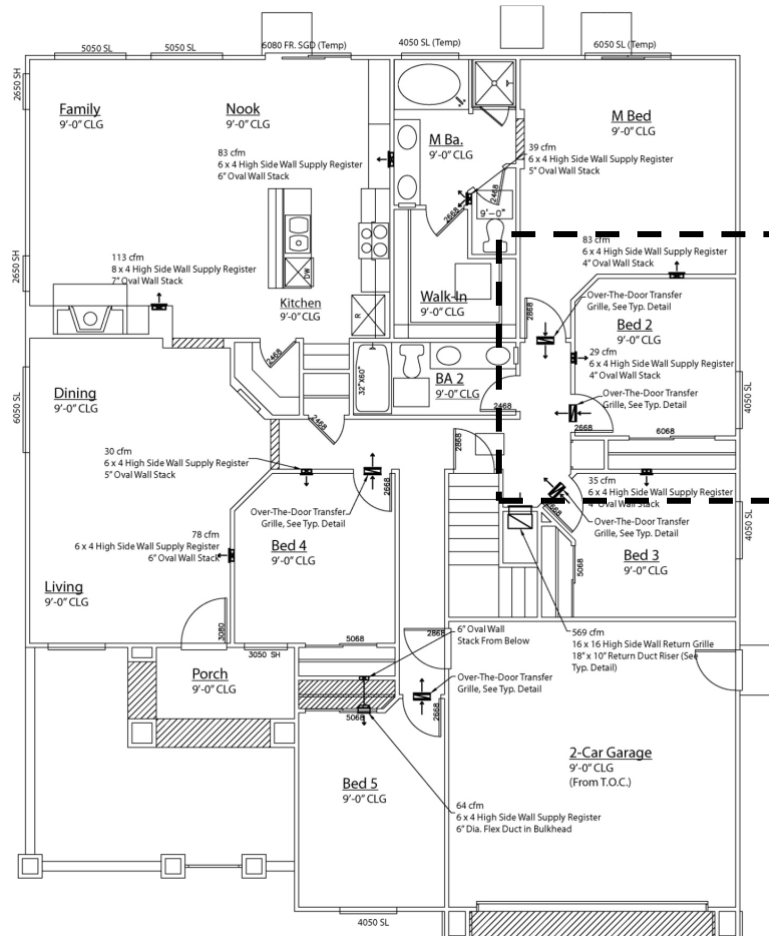 5050 SL
5050 SL
6080 FR. SGD (Temp)
4050 SL (Temp)
6050 SL (Temp)
2650 SH
Family
9'-0" CLG
Nook
9'-0" CLG
M Ba.
9'-0" CLG
M Bed
9'-0" CLG
83 cfm
6 x 4 High Side Wall Supply Register
6" Oval Wall Stack
39 cfm
6 x 4 High Side Wall Supply Register
5" Oval Wall Stack
2468
2668
9'-0"
2650 SH
113 cfm
8 x 4 High Side Wall Supply Register
7" Oval Wall Stack
DW
83 cfm
6 x 4 High Side Wall Supply Register
4" Oval Wall Stack
Kitchen
9'-0" CLG
R
Walk-In
9'-0" CLG
2868
Over-The-Door Transfer
Grille, See Typ. Detail
Bed 2
9'-0" CLG
29 cfm
6 x 4 High Side Wall Supply Register
4" Oval Wall Stack
2468
32"X60"
BA 2
9'-0" CLG
2468
Over-The-Door Transfer
Grille, See Typ. Detail
2668
6068
4050 SL
6050 SL
Dining
9'-0" CLG
2468
2868
30 cfm
6 x 4 High Side Wall Supply Register
5" Oval Wall Stack
2668
Over-The-Door Transfer
Grille, See Typ. Detail
35 cfm
6 x 4 High Side Wall Supply Register
4" Oval Wall Stack
2668
Over-The-Door Transfer
Grille, See Typ. Detail
4050 SL
78 cfm
6 x 4 High Side Wall Supply Register
6" Oval Wall Stack
Bed 4
9'-0" CLG
Bed 3
9'-0" CLG
5068
Living
9'-0" CLG
3080
3050 SH
5068
Porch
9'-0" CLG
6" Oval Wall
Stack From Below
2868
569 cfm
16 x 16 High Side Wall Return Grille
18" x 10" Return Duct Riser (See
Typ. Detail)
Over-The-Door Transfer
Grille, See Typ. Detail
2668
5068
Bed 5
9'-0" CLG
2-Car Garage
9'-0" CLG
(From T.O.C.)
64 cfm
6 x 4 High Side Wall Supply Register
6" Dia. Flex Duct in Bulkhead
4050 SL